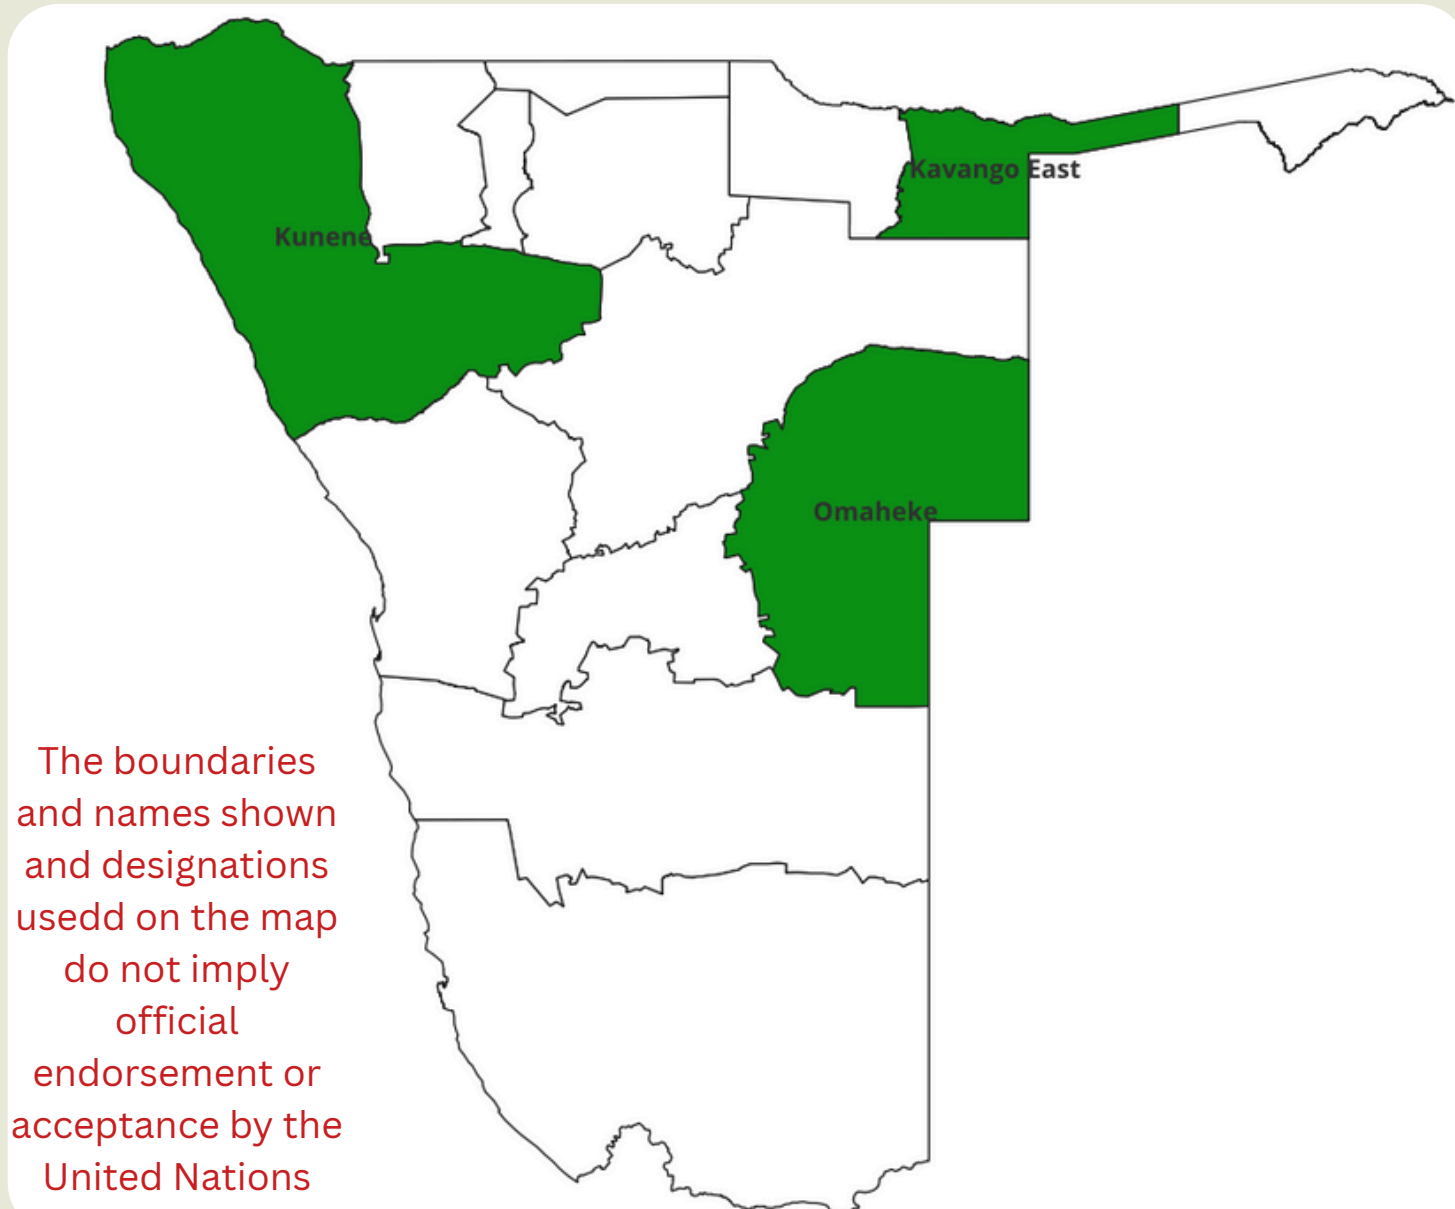 Kavango East
Kunene
Omaheke
The boundaries
and names shown
and designations
usedd on the map
do not imply
official
endorsement or
acceptance by the
United Nations